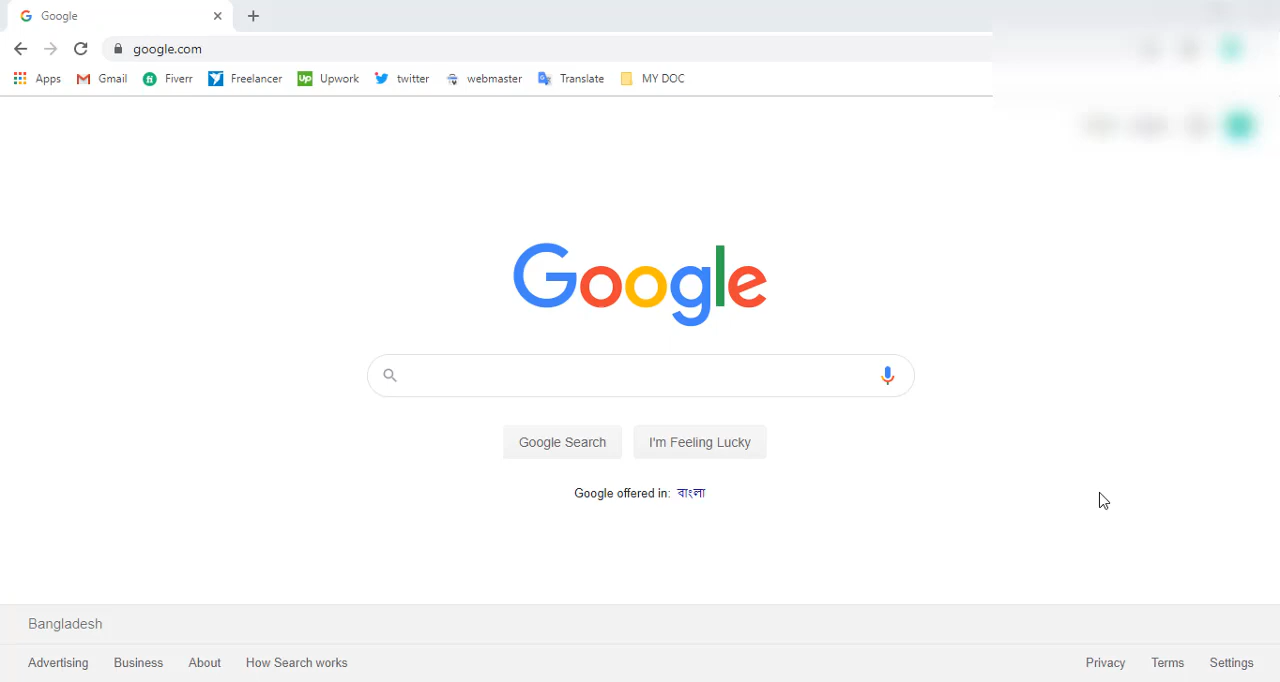 Google
google.com
Apps Gmail Fiverr Freelancer Upwork twitter webmaster Translate MY DOC
Google
Google Search I'm Feeling Lucky
Google offered in: বাংলা
Bangladesh
Advertising Business About How Search works Privacy Terms Settings